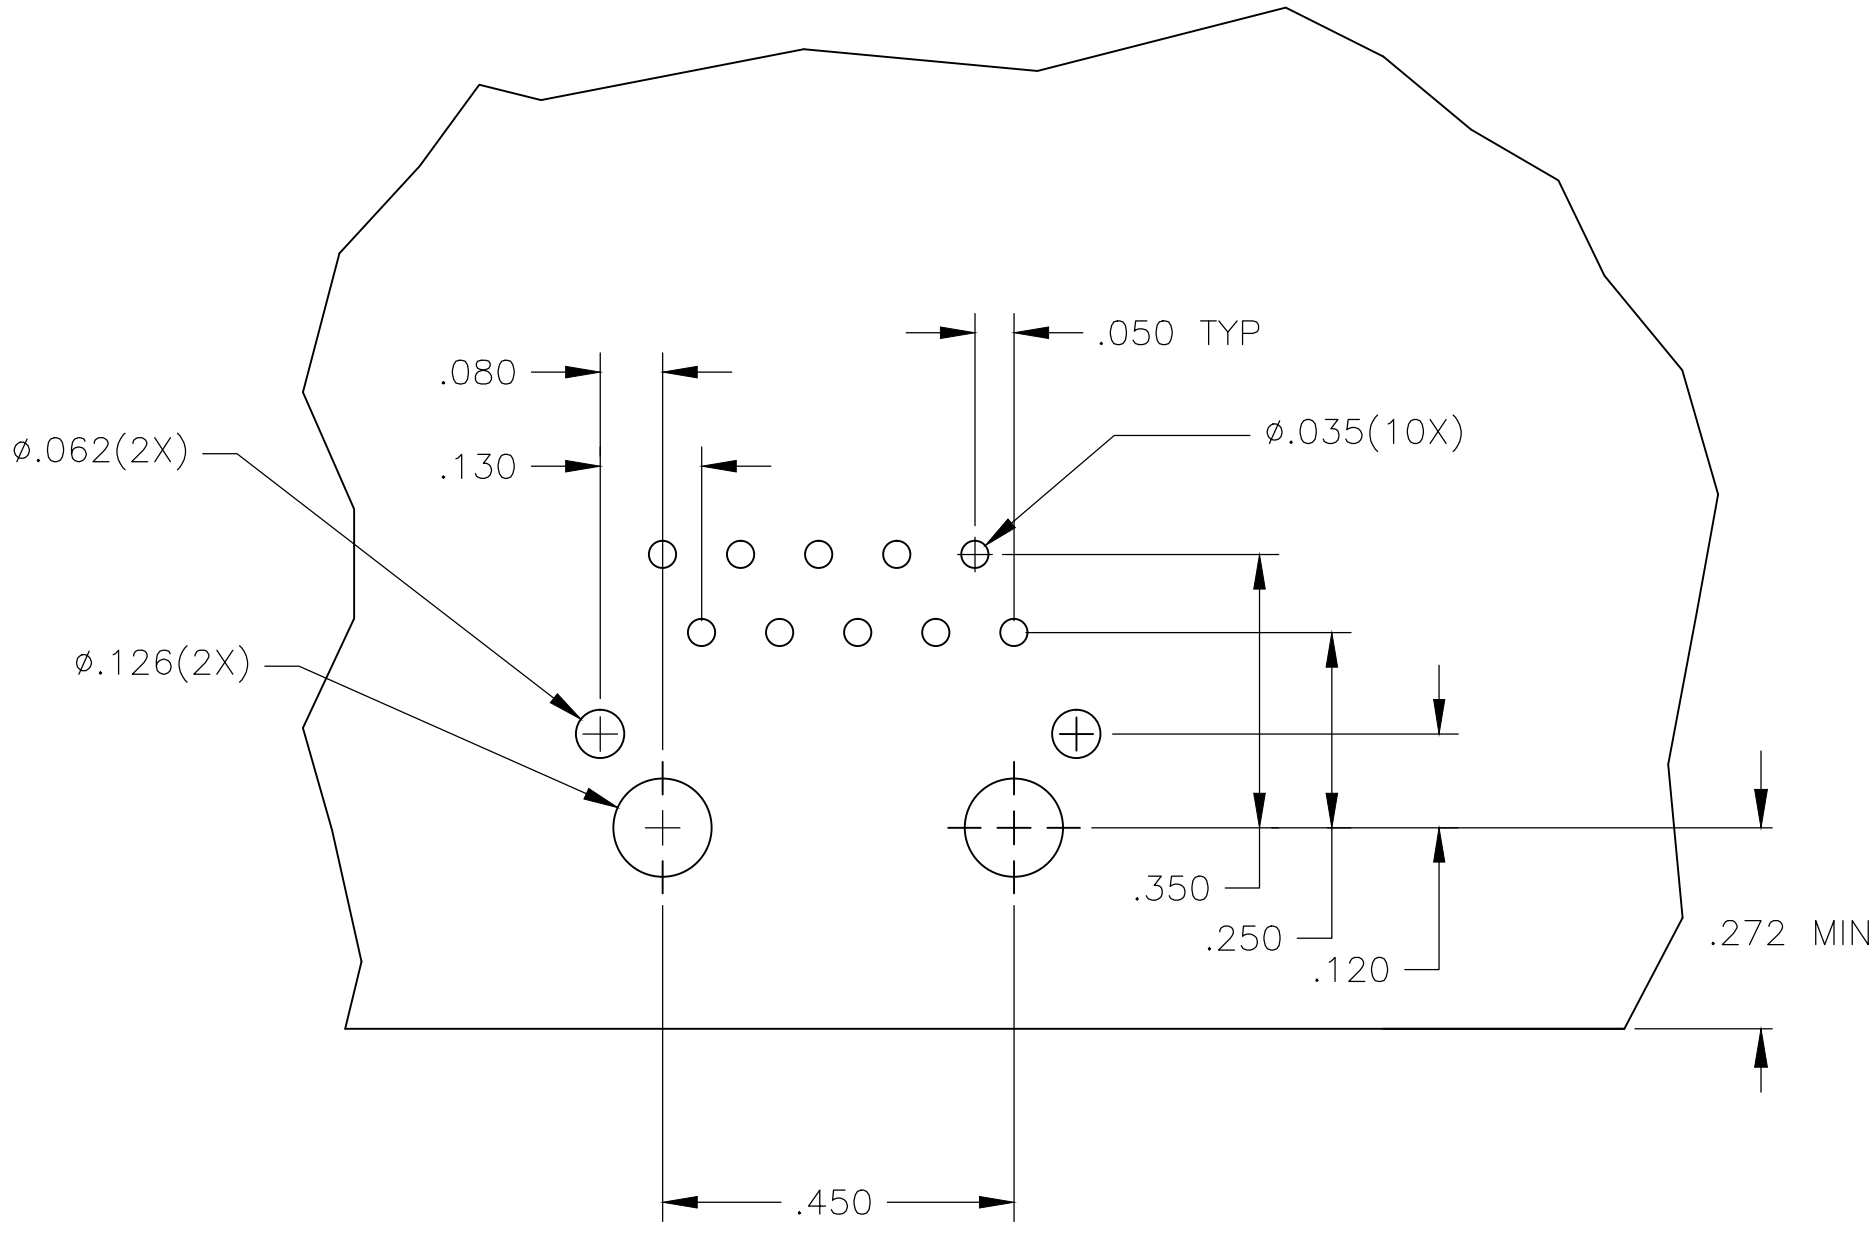 .050 TYP
.080
ø.035(10X)
ø.062(2X)
.130
ø.126(2X)
.350
.250
.272 MIN
.120
.450